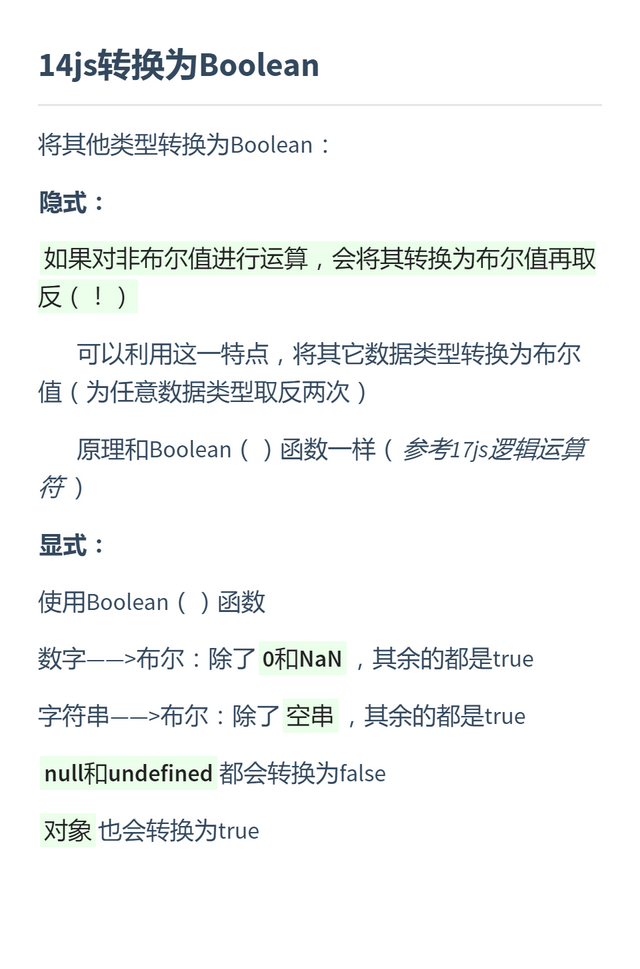 14js转换为Boolean
将其他类型转换为Boolean：
隐式：
如果对非布尔值进行运算，会将其转换为布尔值再取
反（！）
可以利用这一特点，将其它数据类型转换为布尔
值（为任意数据类型取反两次）
原理和Boolean（ ）函数一样（ 参考17js逻辑运算
符 ）
显式：
使用Boolean（ ）函数
数字——>布尔：除了 0和NaN ，其余的都是true
字符串——>布尔：除了 空串 ，其余的都是true
null和undefined 都会转换为false
对象 也会转换为true